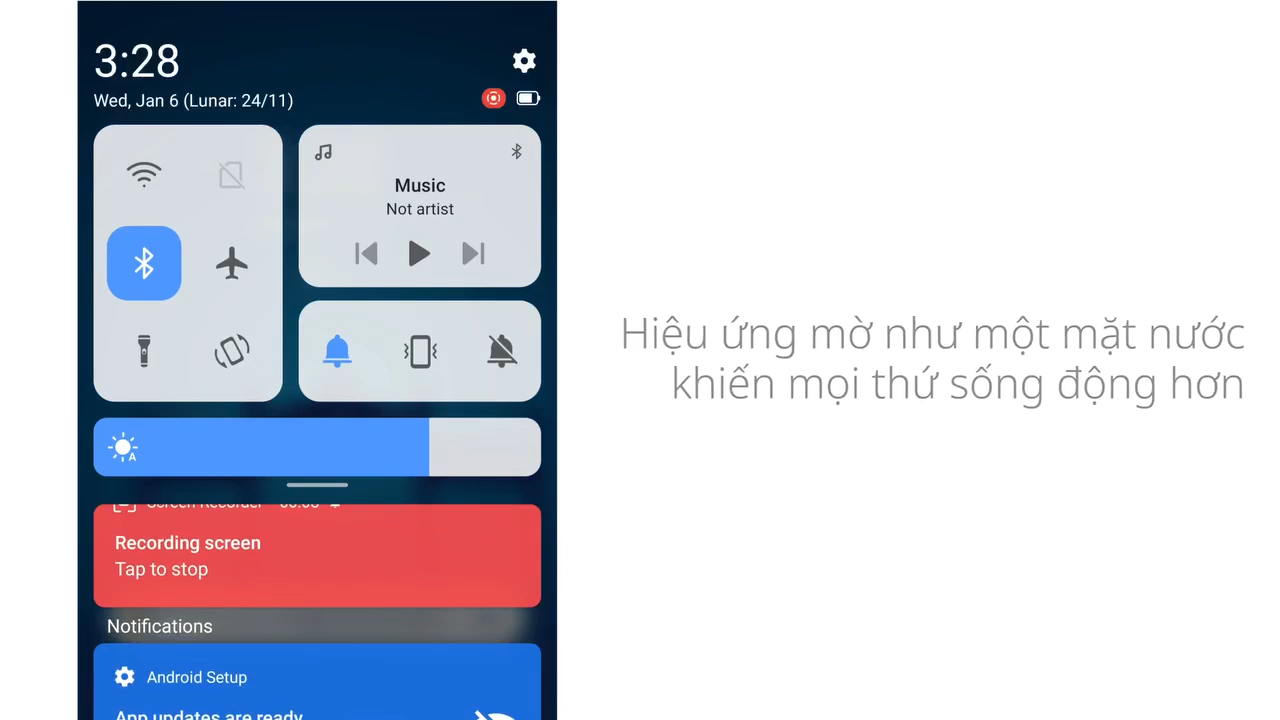 3:28
Wed, Jan 6 (Lunar: 24/11)
Music
Not artist
A
Recording screen
Tap to stop
Notifications
Android Setup
App updates are ready
Hiệu ứng mờ như một mặt nước
khiến mọi thứ sống động hơn